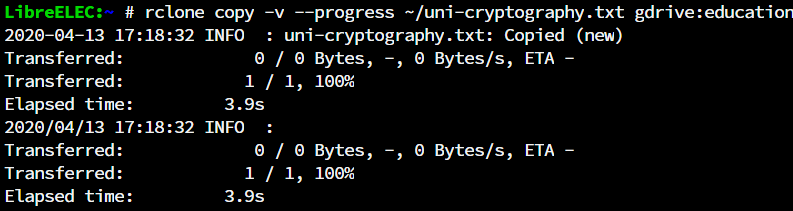 LibreELEC:~ # rclone copy -v --progress ~/uni-cryptography.txt gdrive:education
2020-04-13 17:18:32 INFO  : uni-cryptography.txt: Copied (new)
Transferred:             0 / 0 Bytes, -, 0 Bytes/s, ETA -
Transferred:            1 / 1, 100%
Elapsed time:          3.9s
2020/04/13 17:18:32 INFO  :
Transferred:             0 / 0 Bytes, -, 0 Bytes/s, ETA -
Transferred:            1 / 1, 100%
Elapsed time:          3.9s